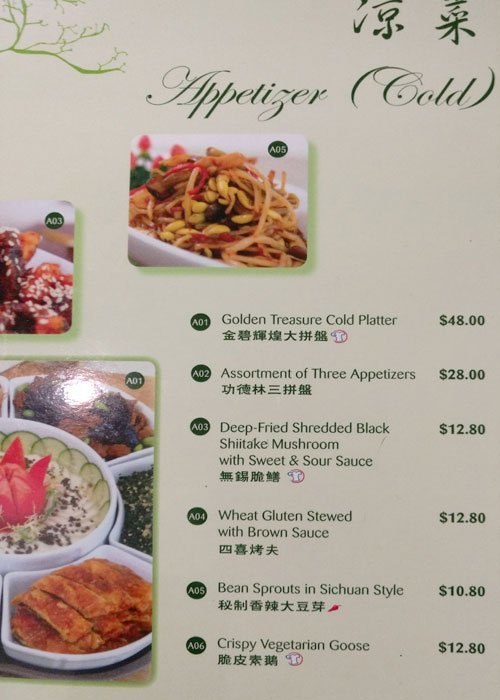 凉菜
Appetizer (Cold)
A05
A03
A01
A01 Golden Treasure Cold Platter $48.00
金碧輝煌大拼盤
A02 Assortment of Three Appetizers $28.00
功德林三拼盤
A03 Deep-Fried Shredded Black $12.80
Shiitake Mushroom
with Sweet & Sour Sauce
無錫脆鱔
A04 Wheat Gluten Stewed $12.80
with Brown Sauce
四喜烤夫
A05 Bean Sprouts in Sichuan Style $10.80
秘制香辣大豆芽
A06 Crispy Vegetarian Goose $12.80
脆皮素鵝